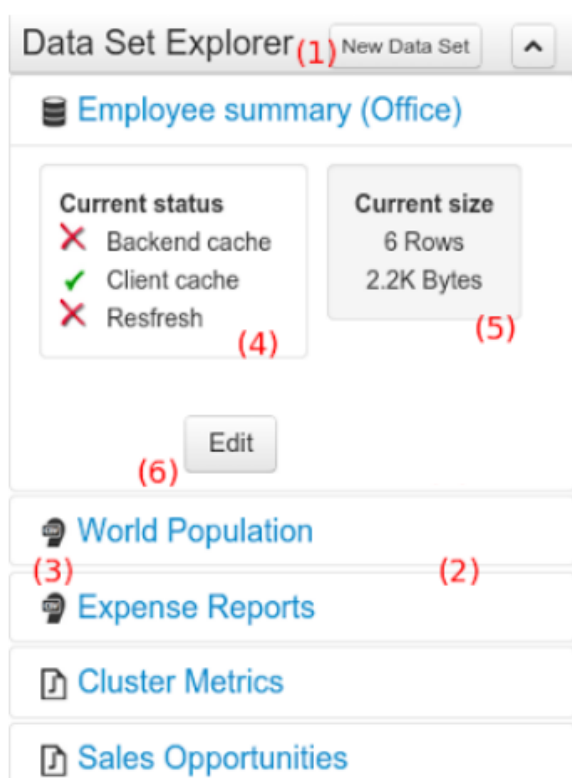 Data Set Explorer (1) New Data Set
Employee summary (Office)
Current status
Backend cache
Client cache
Resfresh
(4)
Current size
6 Rows
2.2K Bytes
(5)
Edit
(6)
World Population
(3) (2)
Expense Reports
Cluster Metrics
Sales Opportunities